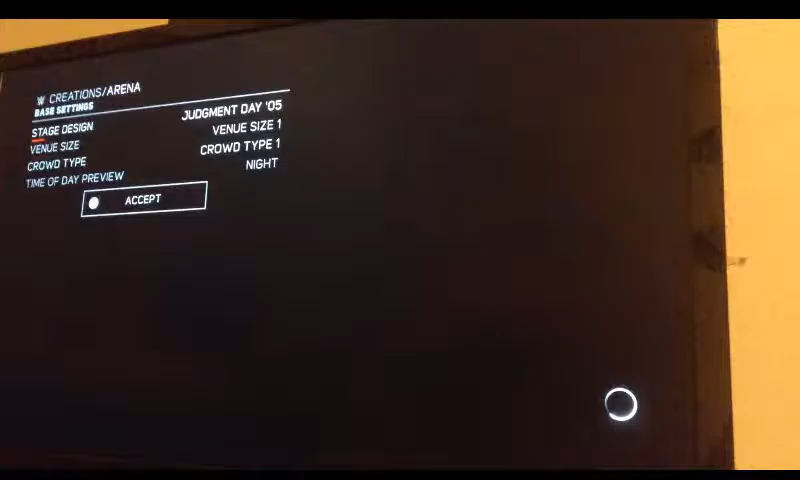 CREATIONS/ARENA
BASE SETTINGS
STAGE DESIGN JUDGMENT DAY '05
VENUE SIZE VENUE SIZE 1
CROWD TYPE CROWD TYPE 1
TIME OF DAY PREVIEW NIGHT
ACCEPT